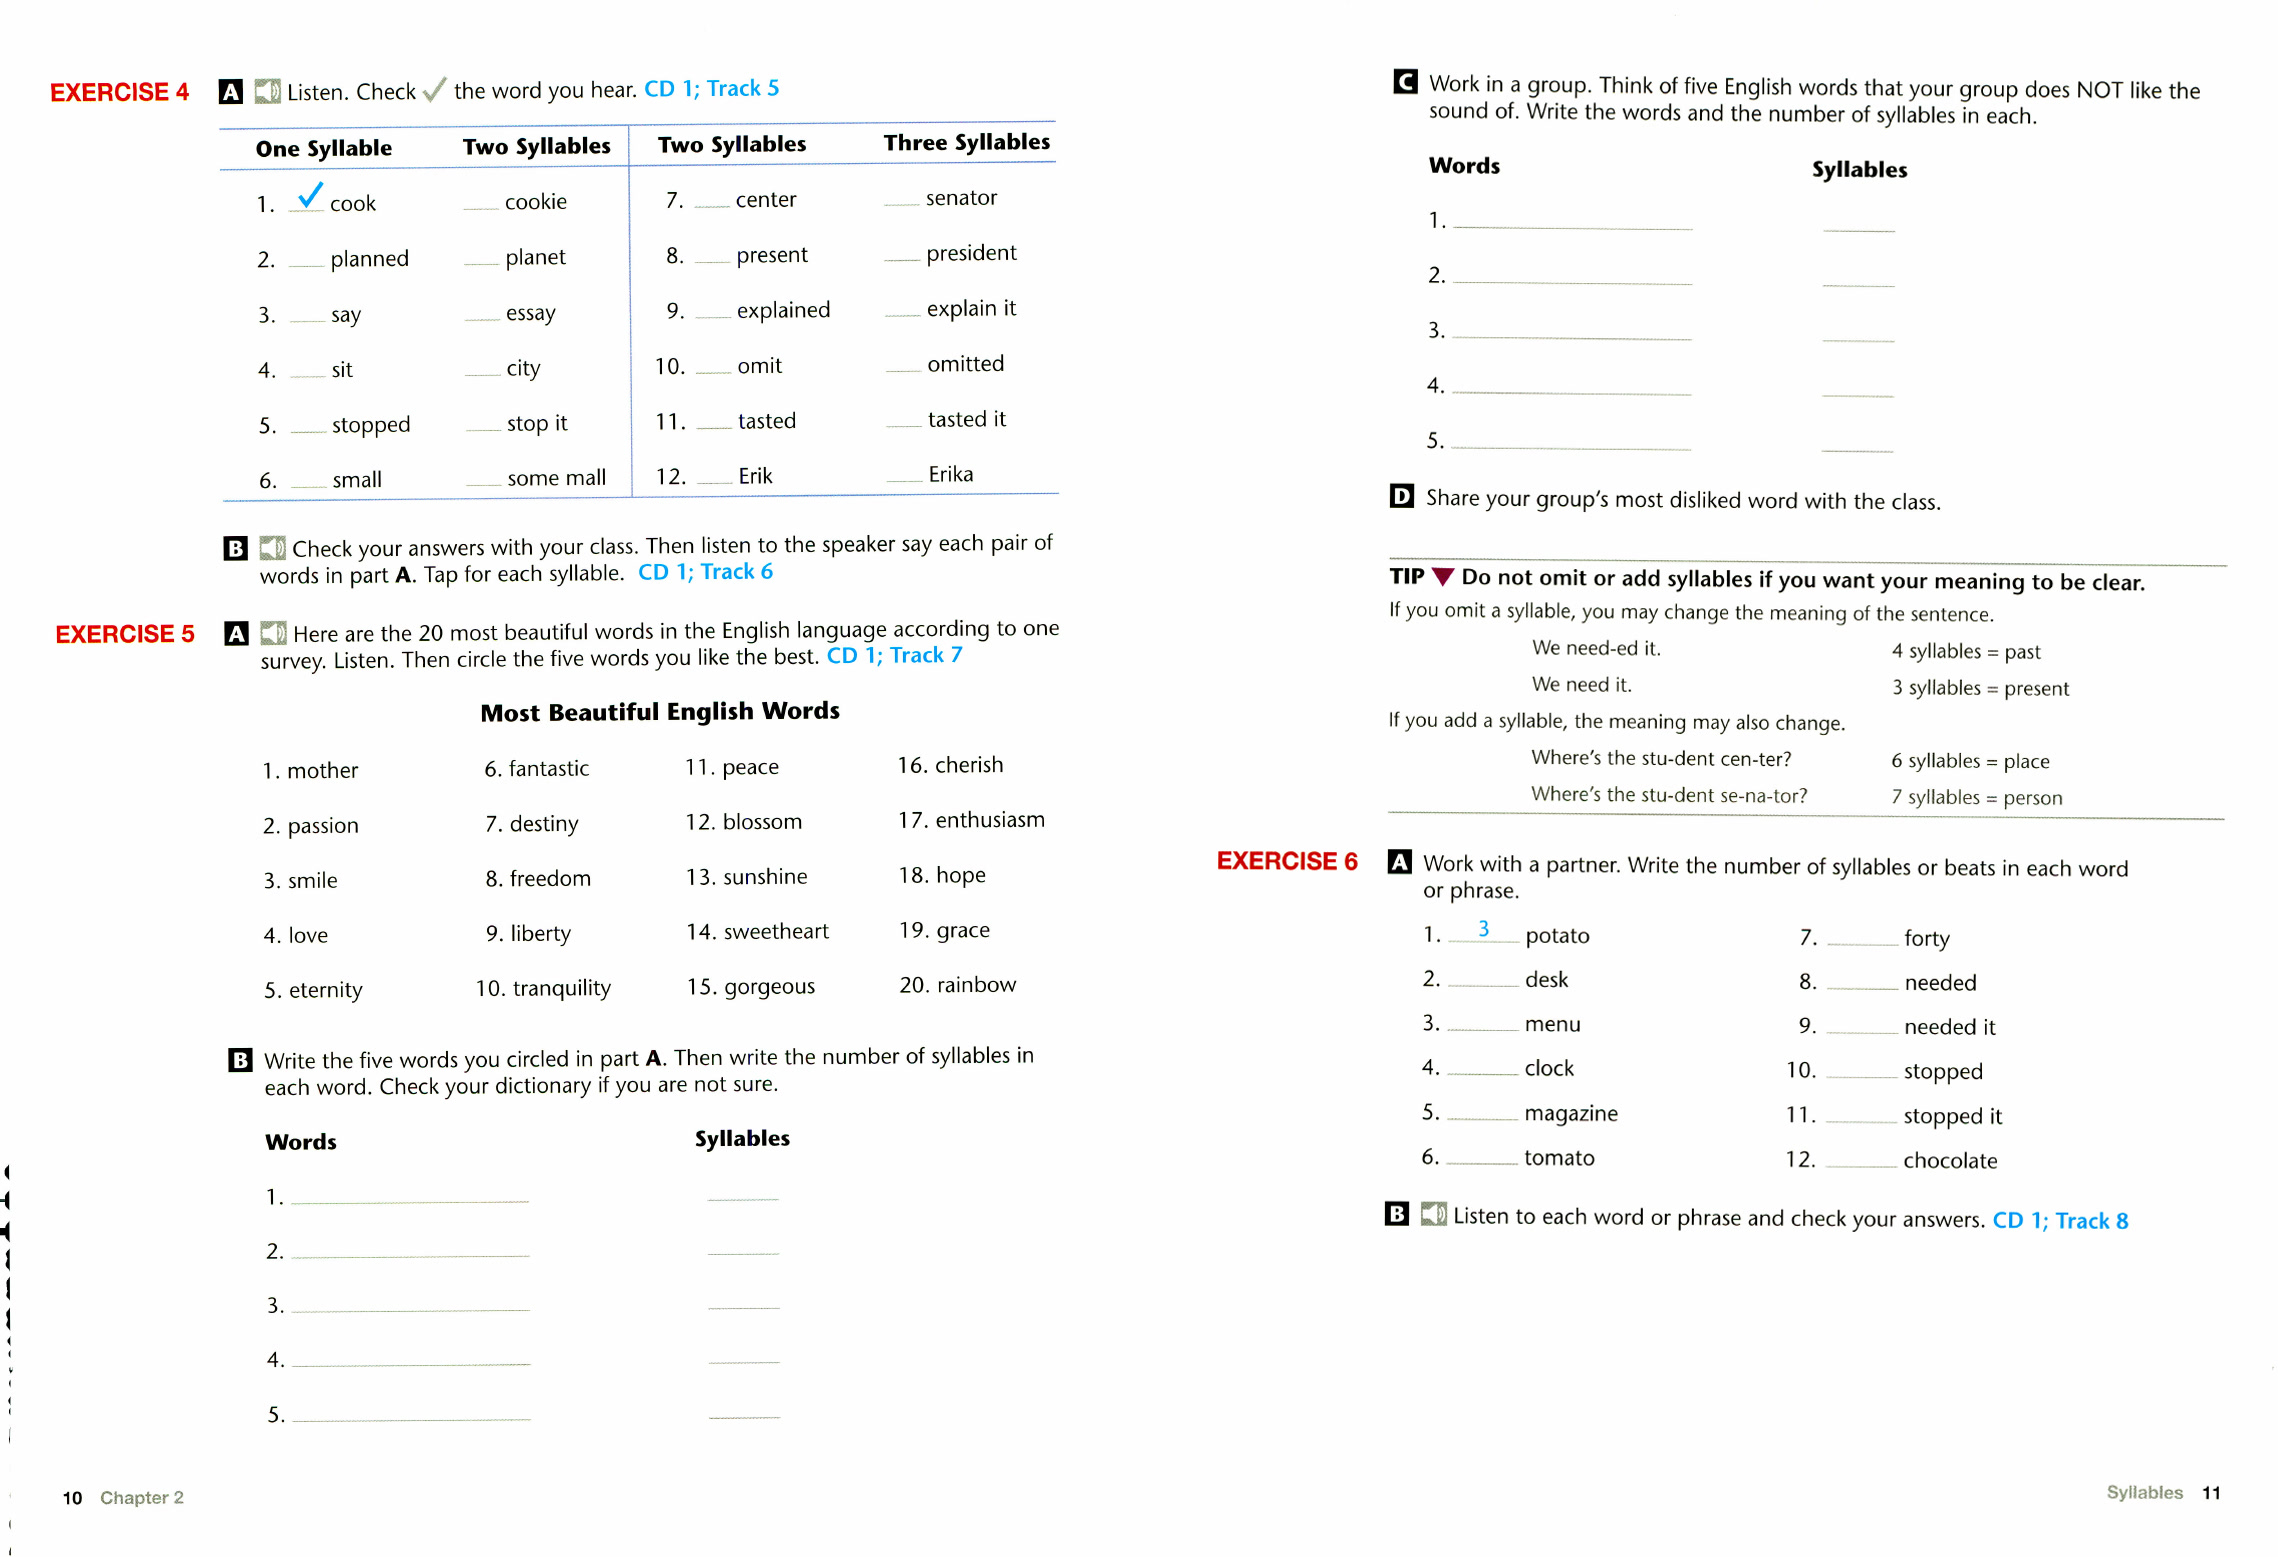 EXERCISE 4 A Listen. Check ✓ the word you hear. CD 1; Track 5
One Syllable Two Syllables Two Syllables Three Syllables
1. ✓ cook ___ cookie 7. ___ center ___ senator
2. ___ planned ___ planet 8. ___ present ___ president
3. ___ say ___ essay 9. ___ explained ___ explain it
4. ___ sit ___ city 10. ___ omit ___ omitted
5. ___ stopped ___ stop it 11. ___ tasted ___ tasted it
6. ___ small ___ some mall 12. ___ Erik ___ Erika
B Check your answers with your class. Then listen to the speaker say each pair of
words in part A. Tap for each syllable. CD 1; Track 6
EXERCISE 5 A Here are the 20 most beautiful words in the English language according to one
survey. Listen. Then circle the five words you like the best. CD 1; Track 7
Most Beautiful English Words
1. mother 6. fantastic 11. peace 16. cherish
2. passion 7. destiny 12. blossom 17. enthusiasm
3. smile 8. freedom 13. sunshine 18. hope
4. love 9. liberty 14. sweetheart 19. grace
5. eternity 10. tranquility 15. gorgeous 20. rainbow
B Write the five words you circled in part A. Then write the number of syllables in
each word. Check your dictionary if you are not sure.
Words Syllables
1. ___ ___
2. ___ ___
3. ___ ___
4. ___ ___
5. ___ ___
10 Chapter 2
C Work in a group. Think of five English words that your group does NOT like the
sound of. Write the words and the number of syllables in each.
Words Syllables
1. ___ ___
2. ___ ___
3. ___ ___
4. ___ ___
5. ___ ___
D Share your group's most disliked word with the class.
TIP ▼ Do not omit or add syllables if you want your meaning to be clear.
If you omit a syllable, you may change the meaning of the sentence.
We need-ed it. 4 syllables = past
We need it. 3 syllables = present
If you add a syllable, the meaning may also change.
Where's the stu-dent cen-ter? 6 syllables = place
Where's the stu-dent se-na-tor? 7 syllables = person
EXERCISE 6 A Work with a partner. Write the number of syllables or beats in each word
or phrase.
1. 3 potato 7. ___ forty
2. ___ desk 8. ___ needed
3. ___ menu 9. ___ needed it
4. ___ clock 10. ___ stopped
5. ___ magazine 11. ___ stopped it
6. ___ tomato 12. ___ chocolate
B Listen to each word or phrase and check your answers. CD 1; Track 8
Syllables 11